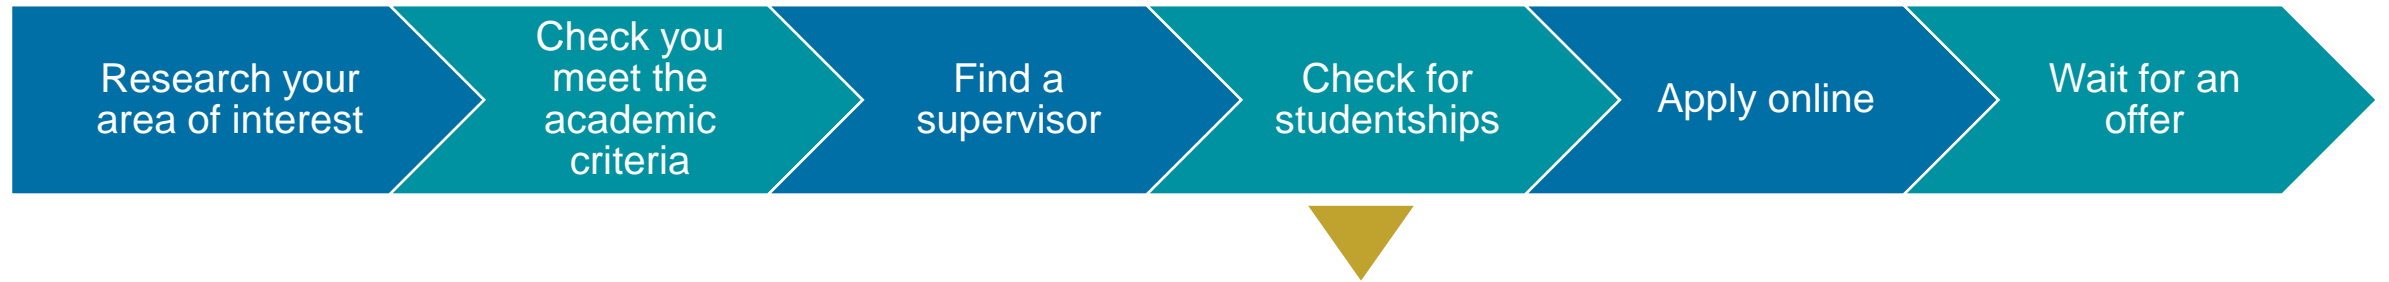 Research your
area of interest
Check you
meet the
academic
criteria
Find a
supervisor
Check for
studentships
Apply online
Wait for an
offer